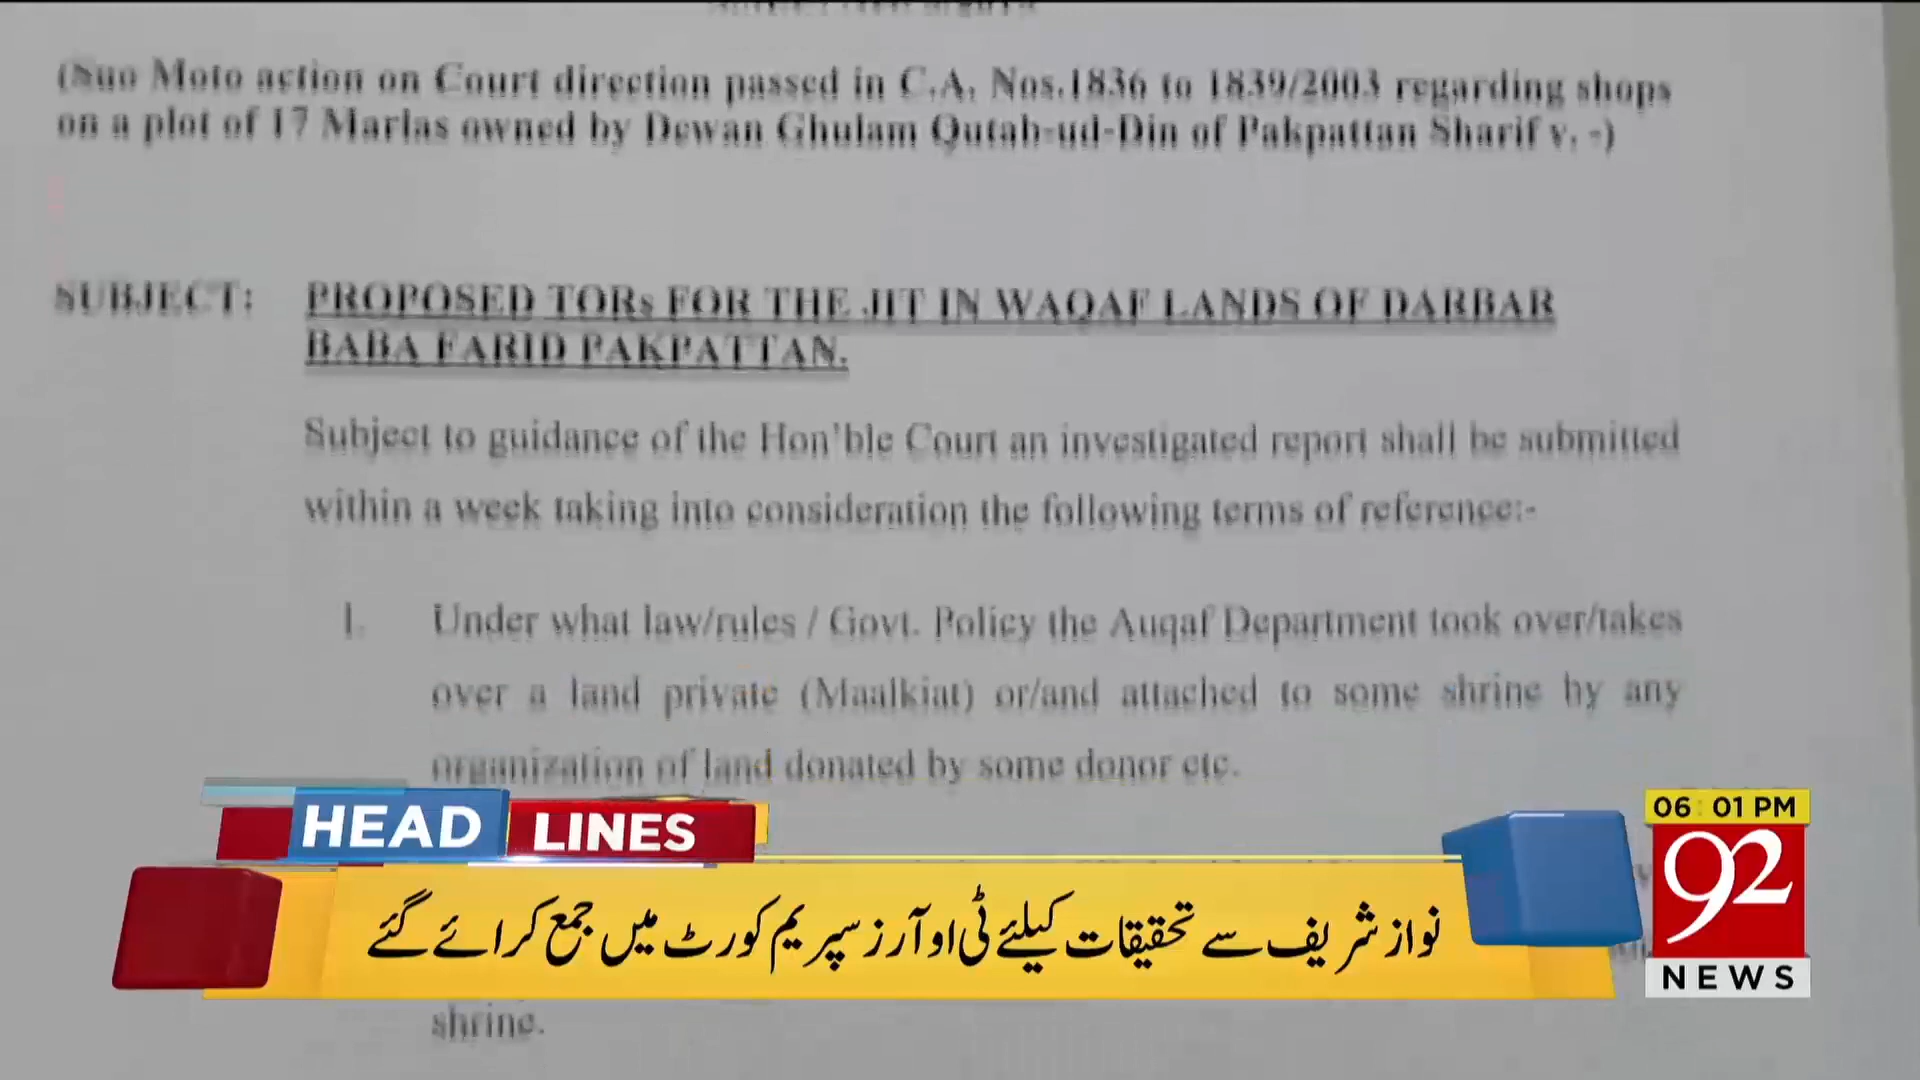 (Suo Moto action on Court direction passed in C.A. Nos.1836 to 1839/2003 regarding shops
on a plot of 17 Marlas owned by Dewan Ghulam Qutab-ud-Din of Pakpattan Sharif v. -)
SUBJECT: PROPOSED TORs FOR THE JIT IN WAQAF LANDS OF DARBAR
BABA FARID PAKPATTAN.
Subject to guidance of the Hon'ble Court an investigated report shall be submitted
within a week taking into consideration the following terms of reference:-
1. Under what law/rules / Govt. Policy the Auqaf Department took over/takes
over a land private (Maalkiat) or/and attached to some shrine by any
organization of land donated by some donor etc.
HEAD LINES
06:01 PM
92
NEWS
نواز شریف سے تحقیقات کیلئے ٹی او آرز سپریم کورٹ میں جمع کرائے گئے
shrine.